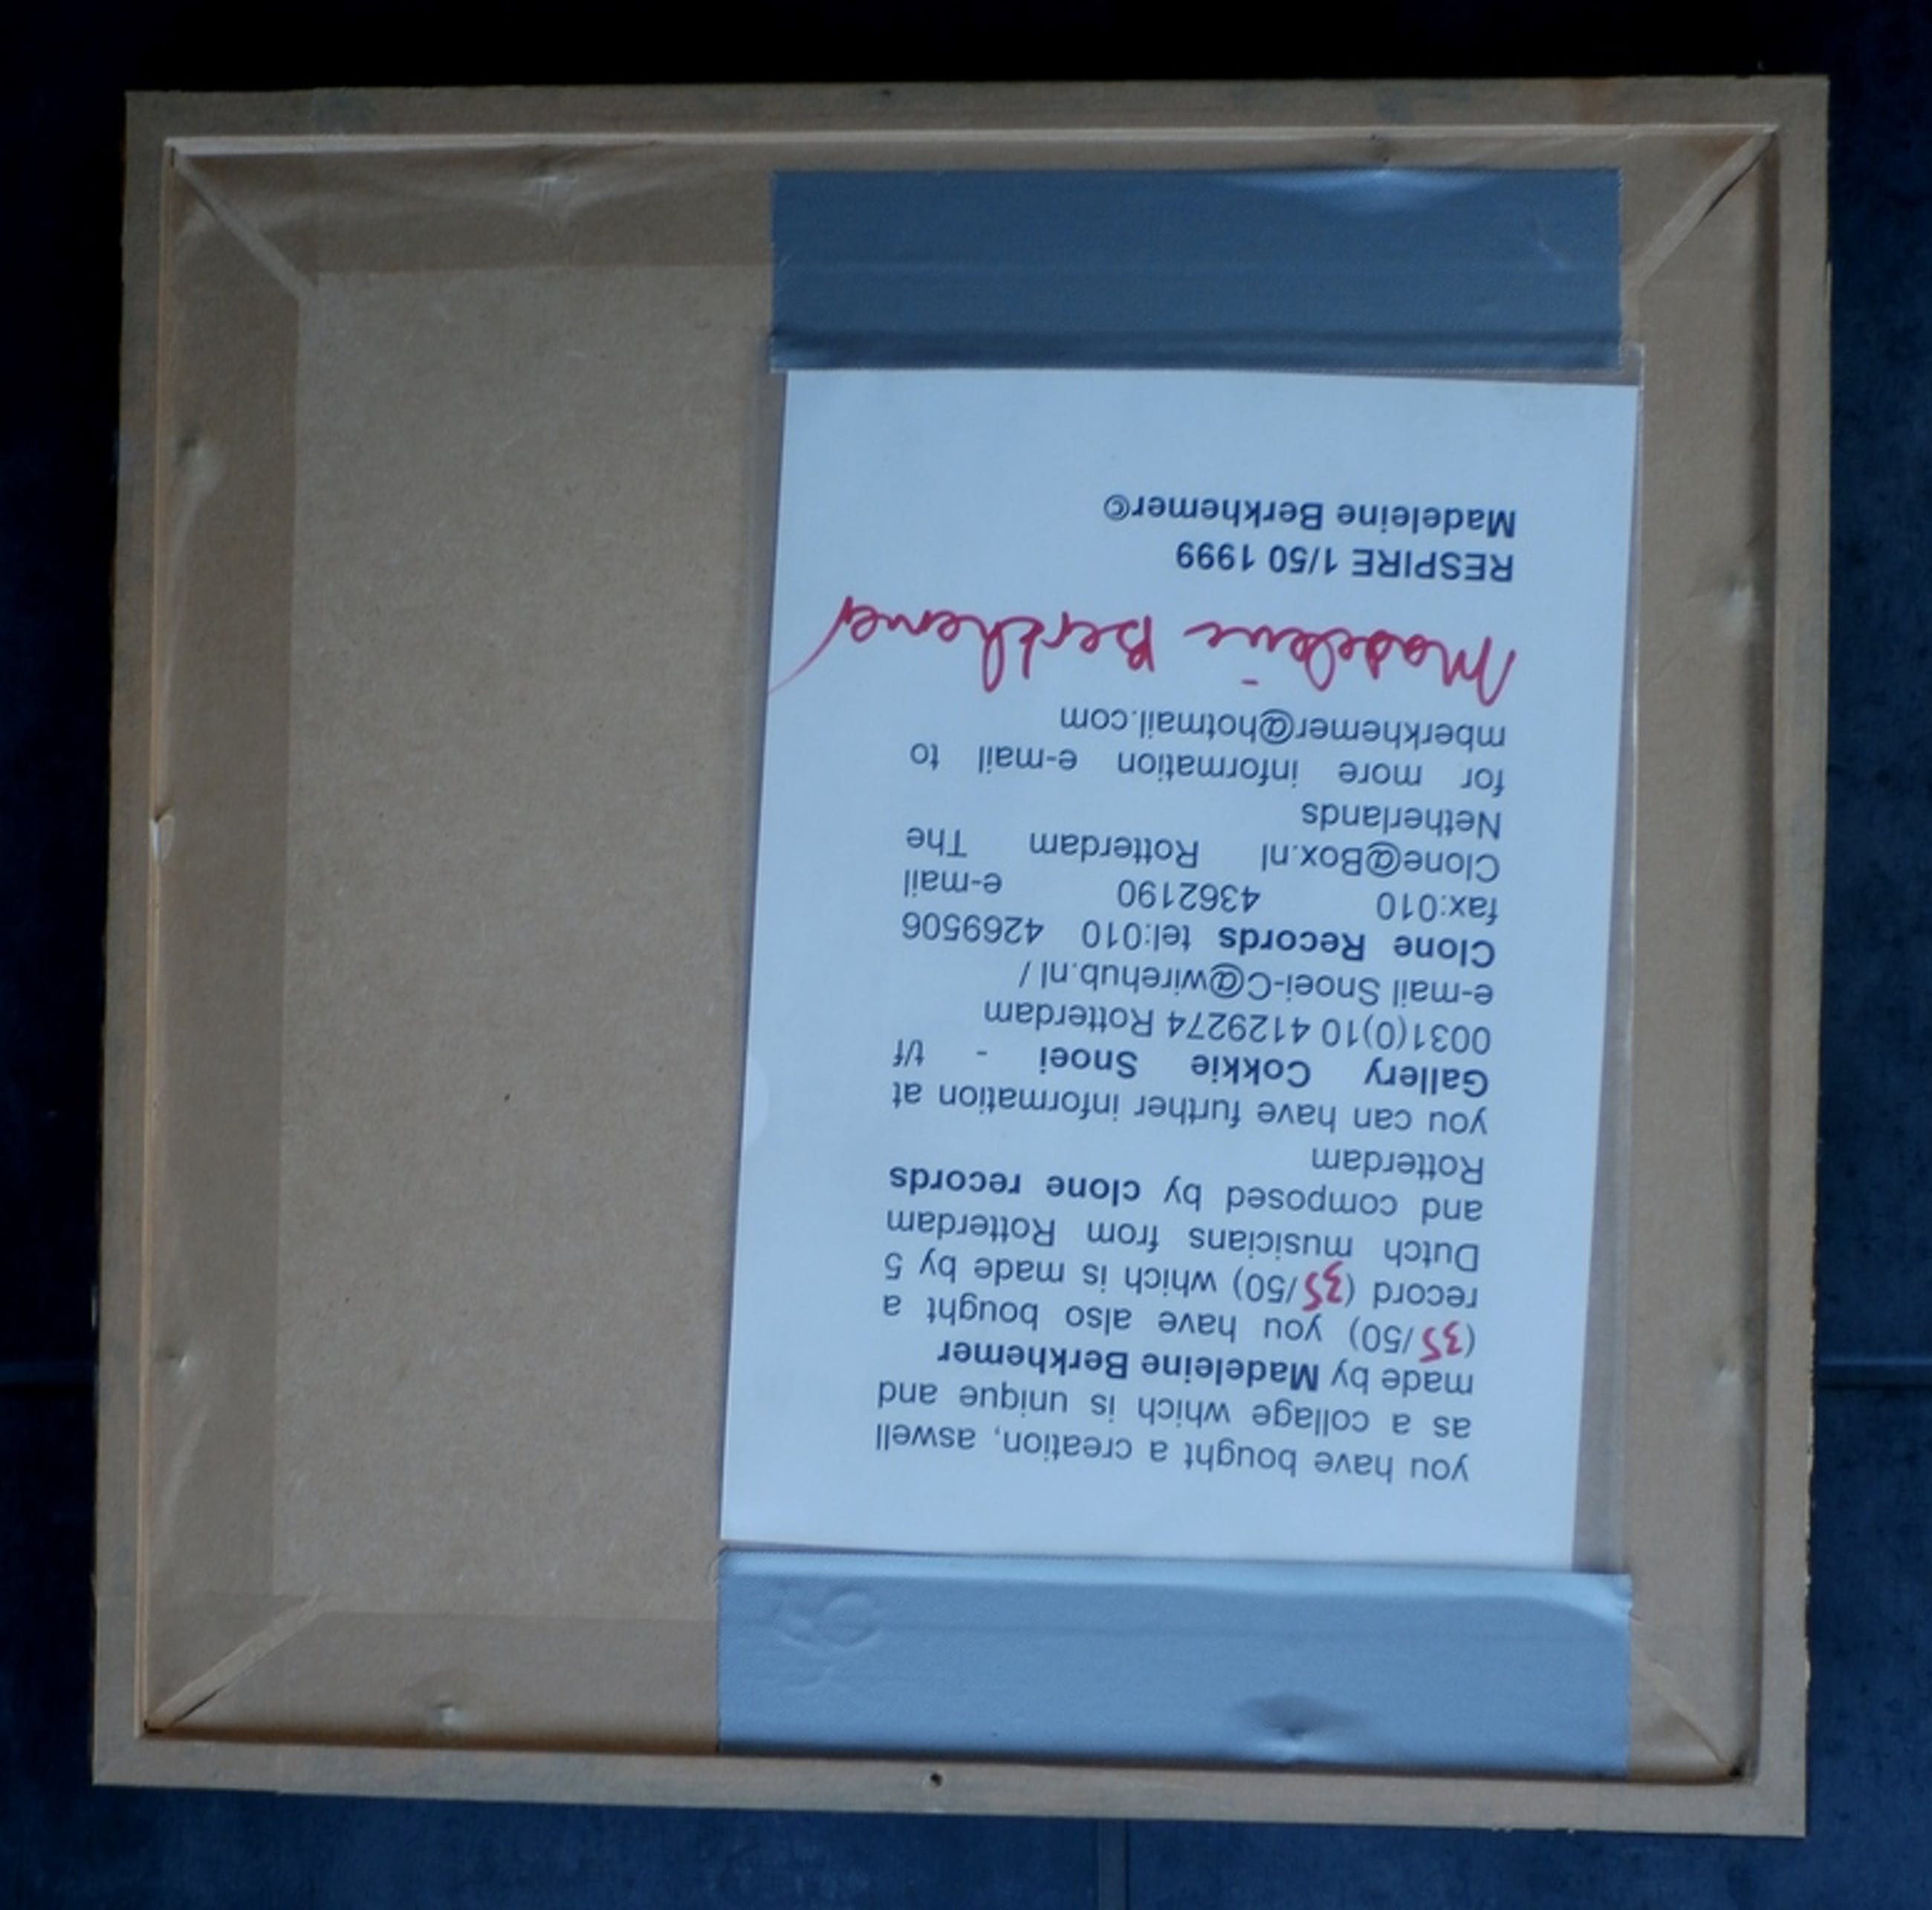 you have bought a creation, aswell
as a collage which is unique and
made by Madeleine Berkhemer
(35/50) you have also bought a
record (35/50) which is made by 5
Dutch musicians from Rotterdam
and composed by clone records
Rotterdam
you can have further information at
Gallery Cokkie Snoei - t/f
0031(0)10 4129274 Rotterdam
e-mail Snoei-C@wirehub.nl /
Clone Records tel:010 4269506
fax:010 4362190 e-mail
Clone@Box.nl Rotterdam The
Netherlands
for more information e-mail to
mberkhemer@hotmail.com
Madeleine Berkhemer
RESPIRE 1/50 1999
Madeleine Berkhemer©